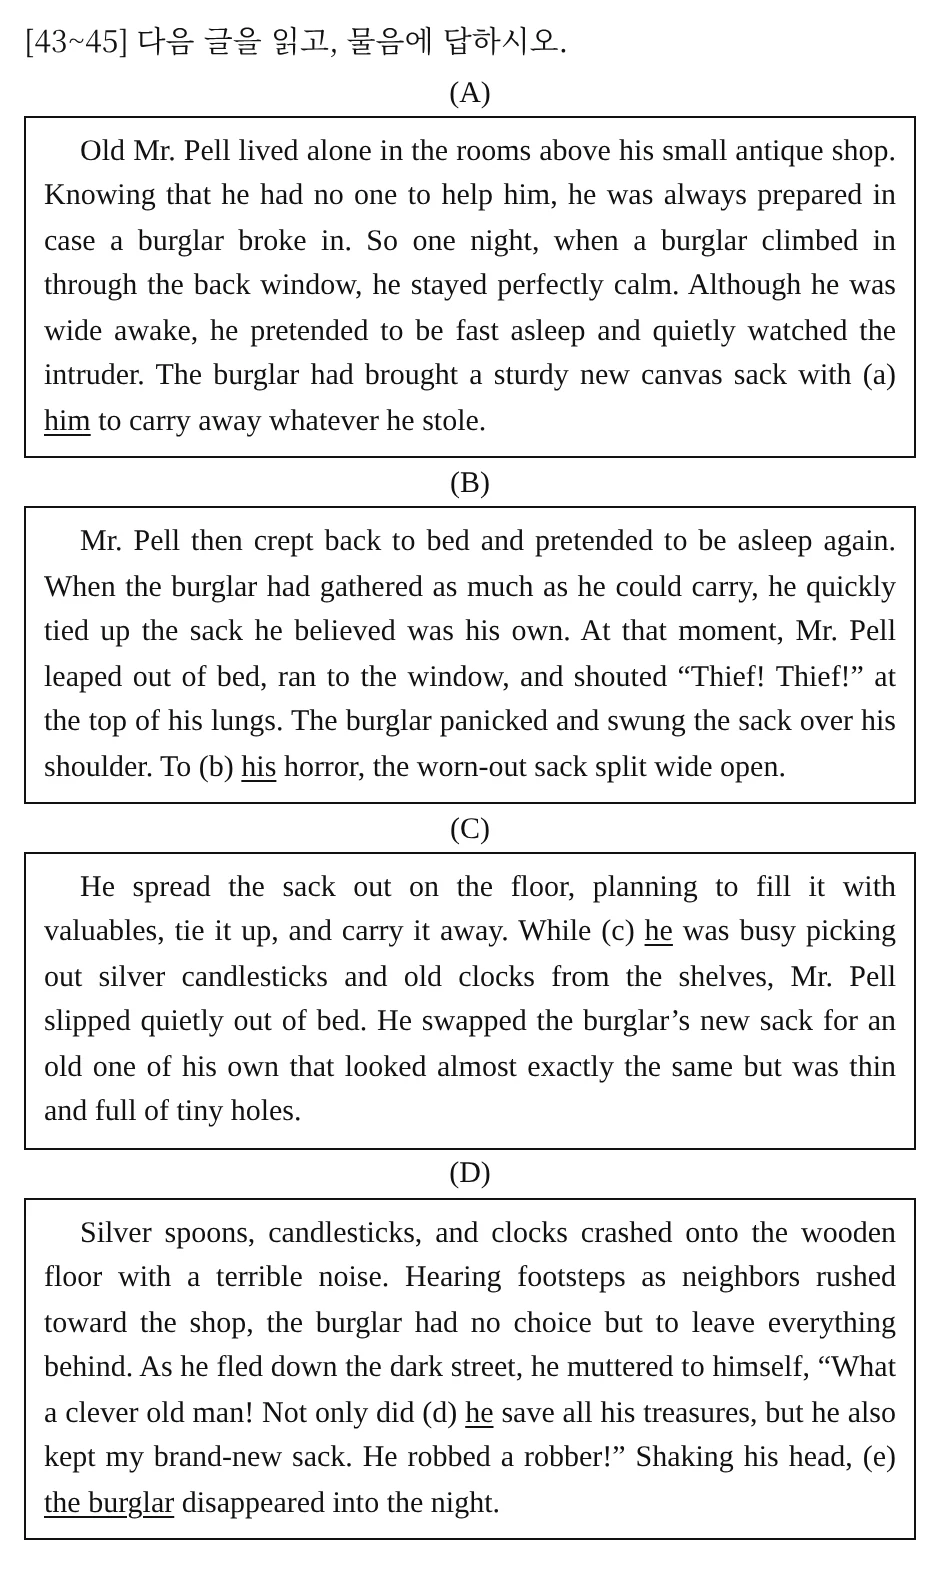 [43~45] 다음 글을 읽고, 물음에 답하시오.
(A)
Old Mr. Pell lived alone in the rooms above his small antique shop.
Knowing that he had no one to help him, he was always prepared in
case a burglar broke in. So one night, when a burglar climbed in
through the back window, he stayed perfectly calm. Although he was
wide awake, he pretended to be fast asleep and quietly watched the
intruder. The burglar had brought a sturdy new canvas sack with (a)
him to carry away whatever he stole.
(B)
Mr. Pell then crept back to bed and pretended to be asleep again.
When the burglar had gathered as much as he could carry, he quickly
tied up the sack he believed was his own. At that moment, Mr. Pell
leaped out of bed, ran to the window, and shouted “Thief! Thief!” at
the top of his lungs. The burglar panicked and swung the sack over his
shoulder. To (b) his horror, the worn-out sack split wide open.
(C)
He spread the sack out on the floor, planning to fill it with
valuables, tie it up, and carry it away. While (c) he was busy picking
out silver candlesticks and old clocks from the shelves, Mr. Pell
slipped quietly out of bed. He swapped the burglar’s new sack for an
old one of his own that looked almost exactly the same but was thin
and full of tiny holes.
(D)
Silver spoons, candlesticks, and clocks crashed onto the wooden
floor with a terrible noise. Hearing footsteps as neighbors rushed
toward the shop, the burglar had no choice but to leave everything
behind. As he fled down the dark street, he muttered to himself, “What
a clever old man! Not only did (d) he save all his treasures, but he also
kept my brand-new sack. He robbed a robber!” Shaking his head, (e)
the burglar disappeared into the night.